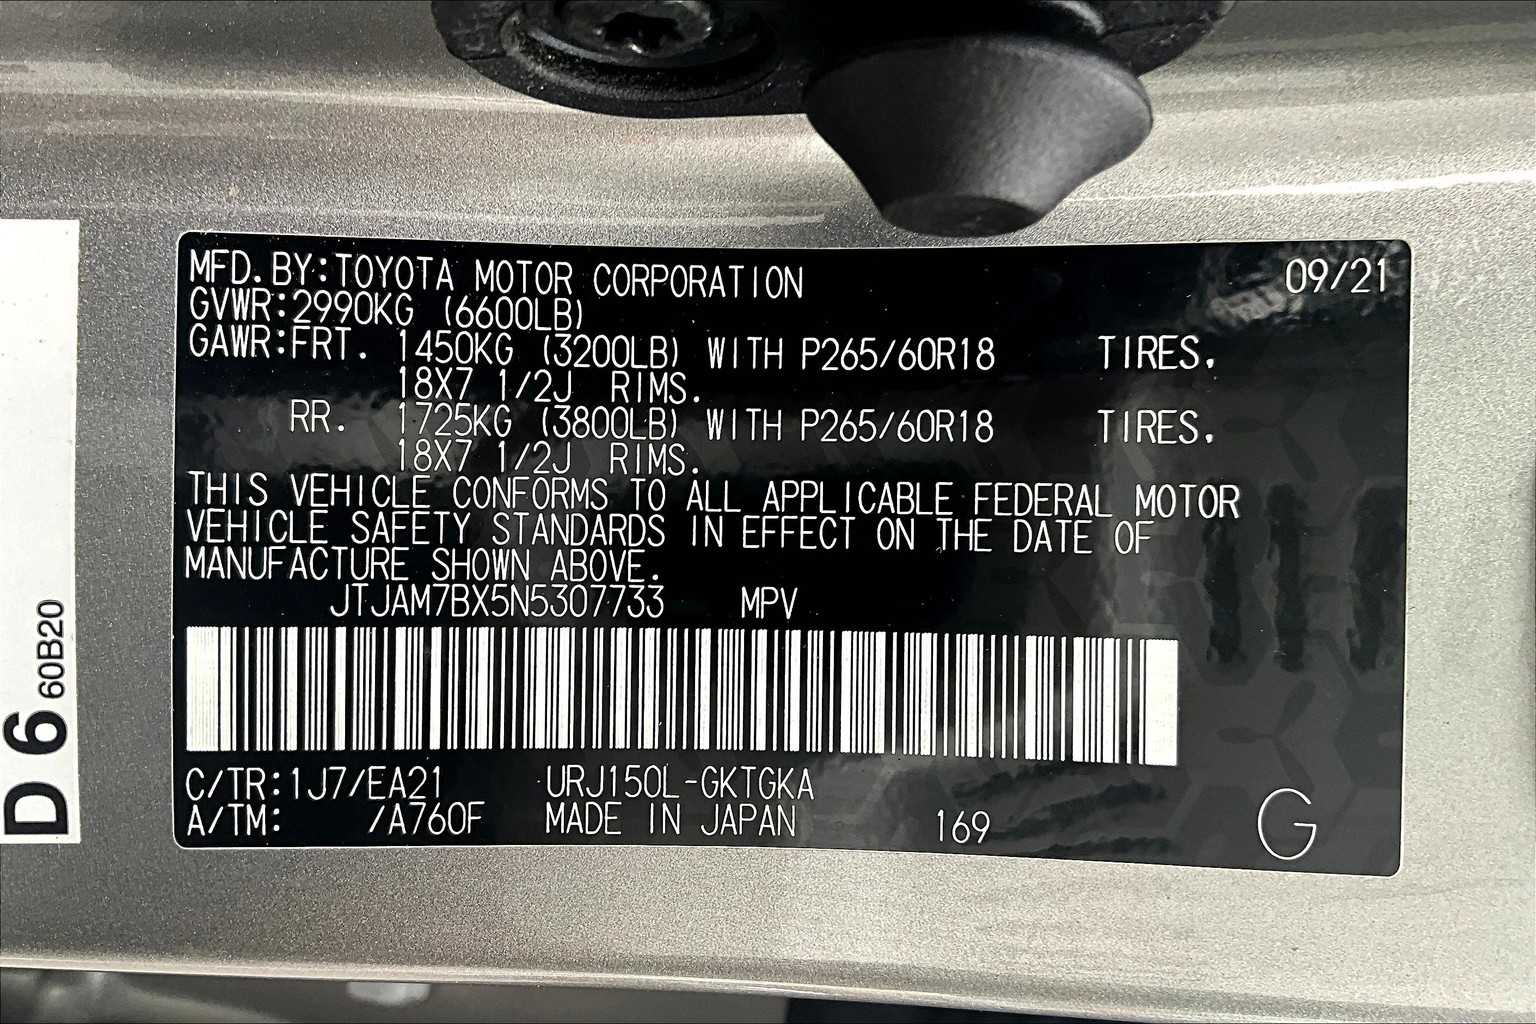 MFD.BY:TOYOTA MOTOR CORPORATION 09/21
GVWR:2990KG (6600LB)
GAWR:FRT. 1450KG (3200LB) WITH P265/60R18 TIRES.
18X7 1/2J RIMS.
RR. 1725KG (3800LB) WITH P265/60R18 TIRES.
18X7 1/2J RIMS.
THIS VEHICLE CONFORMS TO ALL APPLICABLE FEDERAL MOTOR
VEHICLE SAFETY STANDARDS IN EFFECT ON THE DATE OF
MANUFACTURE SHOWN ABOVE.
JTJAM7BX5N5307733 MPV
C/TR:1J7/EA21 URJ150L-GKTGKA
A/TM: /A760F MADE IN JAPAN 169 G
D 6 60B20